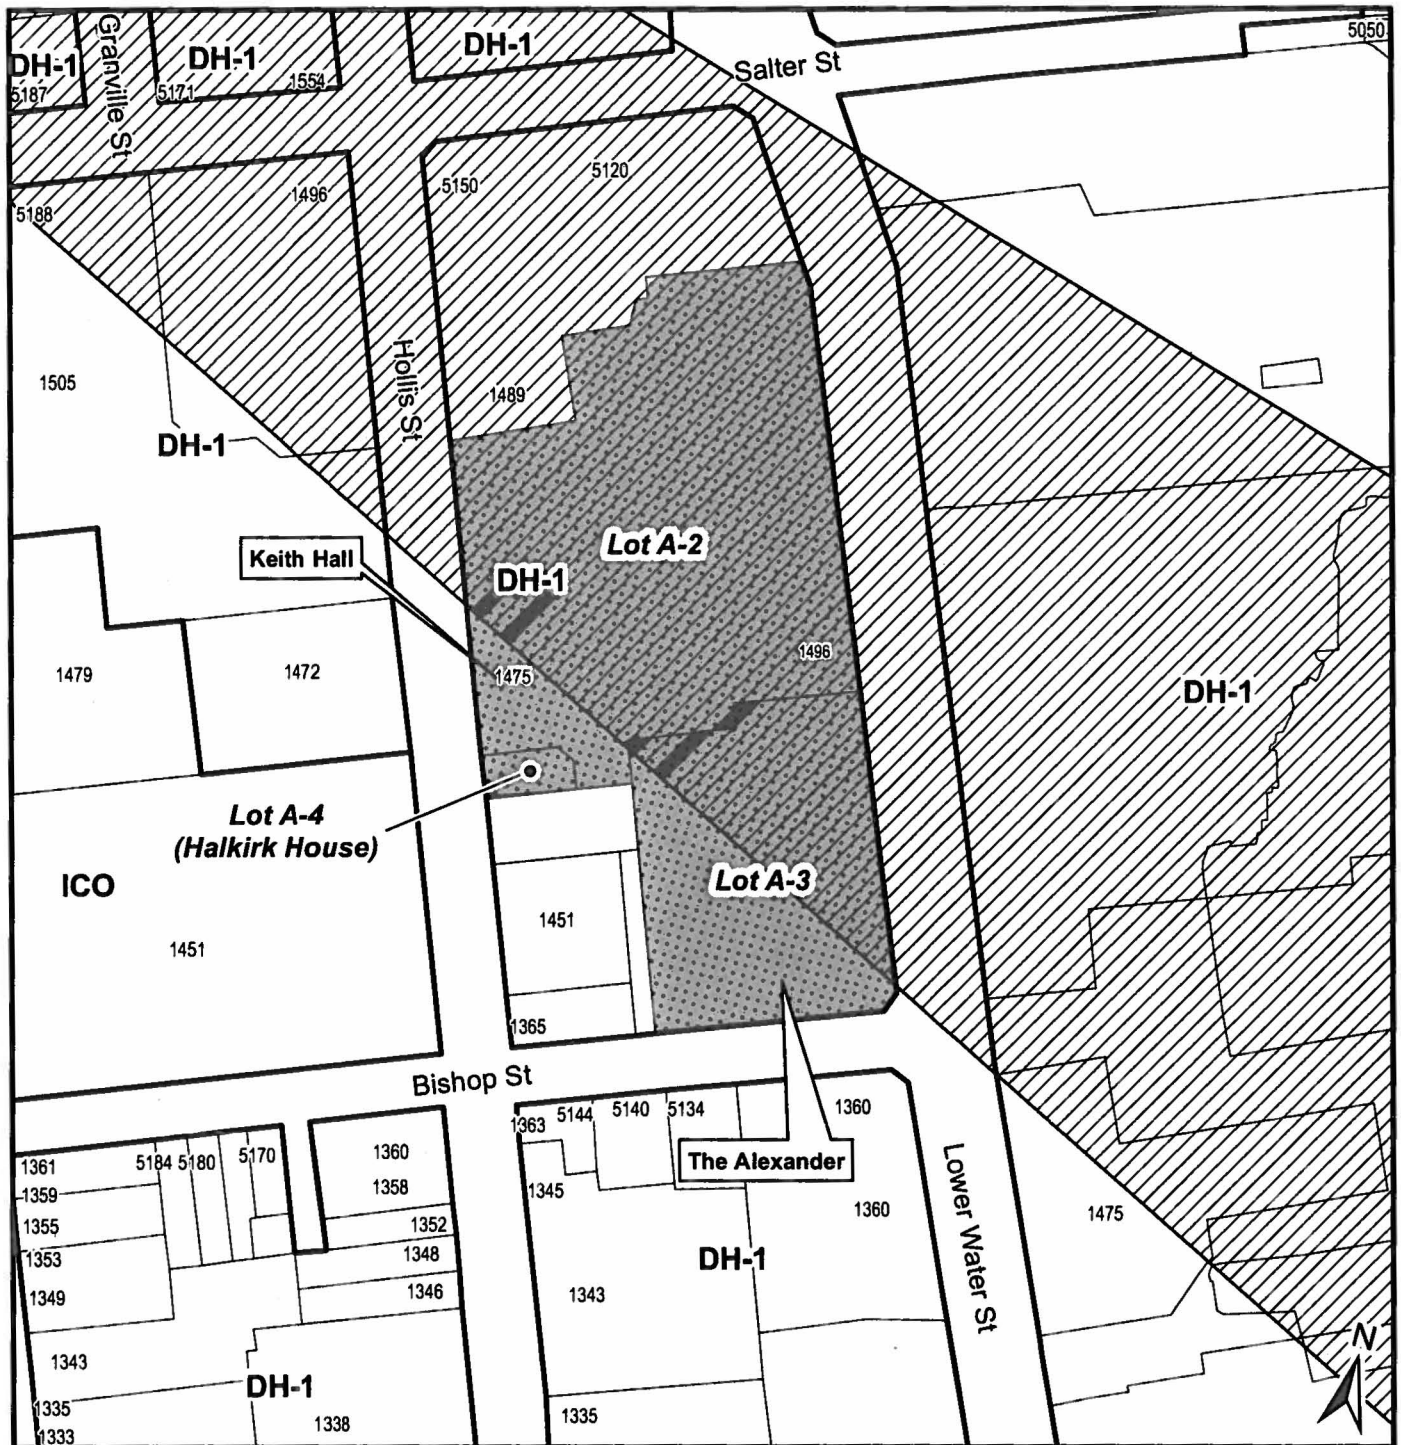 DH-1
5187
Granville St
DH-1
5171
1554
DH-1
Salter St
5050
5188
1496
5150
5120
1505
DH-1
Hollis St
1489
Keith Hall
Lot A-2
DH-1
1496
1475
1479
1472
DH-1
Lot A-4
(Halkirk House)
Lot A-3
ICO
1451
1451
1365
Bishop St
1361
1359
1355
1353
1349
1343
1335
1333
5184
5180
5170
1360
1358
1352
1348
1346
DH-1
1338
1363
5144
5140
5134
1360
The Alexander
1345
1360
DH-1
1343
1335
Lower Water St
1475
N